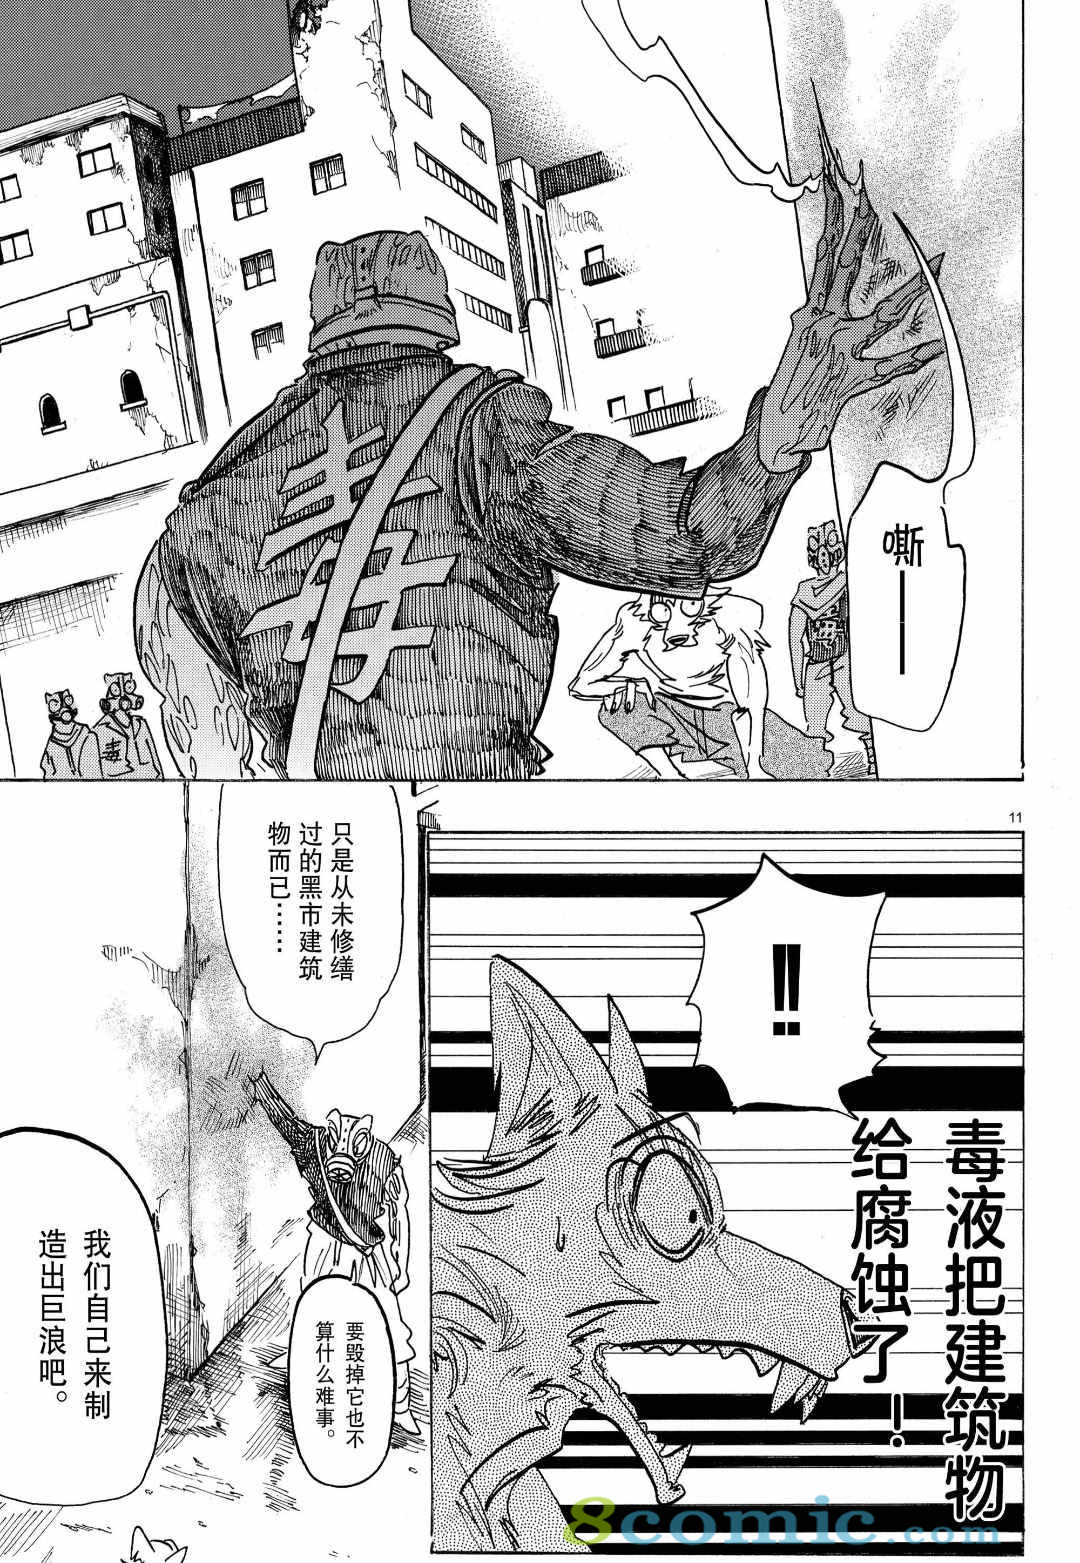 嘶——
毒
毒
毒
11
!!
毒液把建筑物
给腐蚀了！
只是从未修缮
过的黑市建筑
物而已……
要毁掉它也不
算什么难事。
我们自己来制
造出巨浪吧。
8comic.com